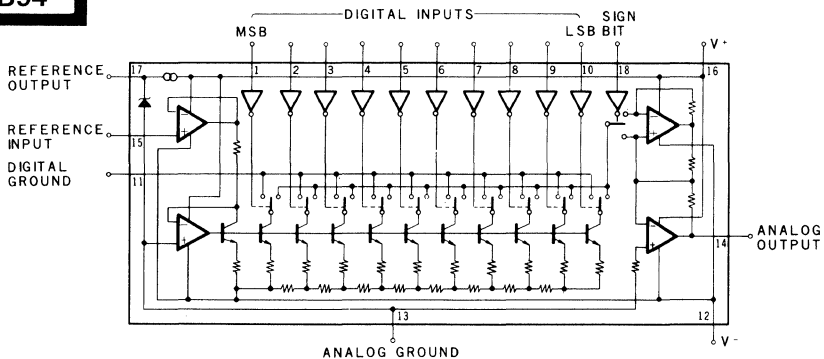 DIGITAL INPUTS
SIGN
MSB
LSB BIT
V+
17 1 2 3 4 5 6 7 8 9 10 18 16
REFERENCE
OUTPUT
REFERENCE
INPUT
15
DIGITAL
GROUND
11
ANALOG
OUTPUT
14
13
12
V-
ANALOG GROUND